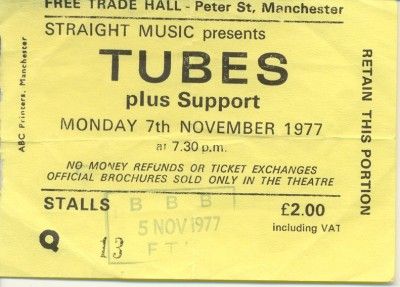 FREE TRADE HALL - Peter St, Manchester
STRAIGHT MUSIC presents
TUBES
plus Support
MONDAY 7th NOVEMBER 1977
at 7.30 p.m.
NO MONEY REFUNDS OR TICKET EXCHANGES
OFFICIAL BROCHURES SOLD ONLY IN THE THEATRE
STALLS
£2.00
including VAT
Q 13
B B B
5 NOV 1977
ABC Printers, Manchester
RETAIN THIS PORTION